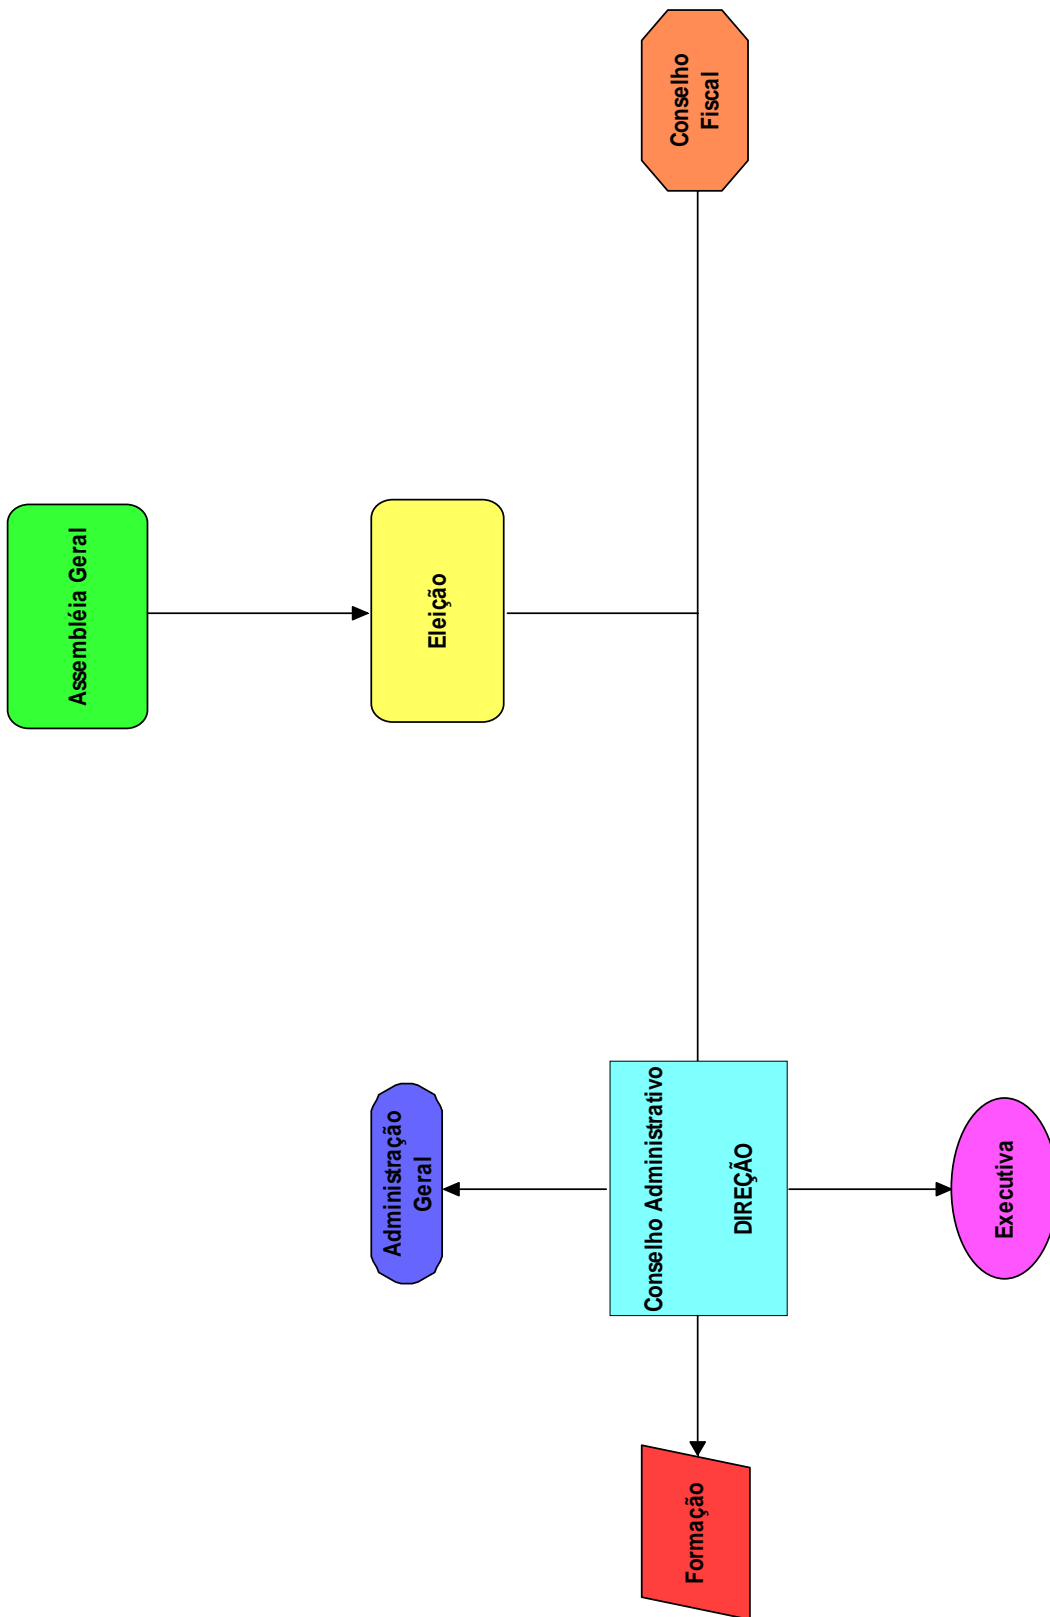 Assembléia Geral
Eleição
Administração
Geral
Conselho
Fiscal
Conselho Administrativo
DIREÇÃO
Formação
Executiva